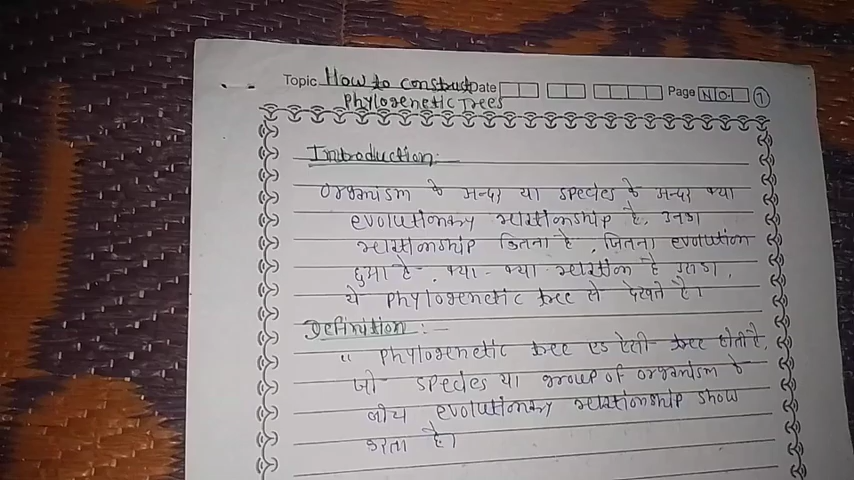 Topic How to construct Date Page No. 1
Phylogenetic Trees
Introduction:-
organism के अन्दर या species के अन्दर क्या
evolutionary relationship है, उनका
relationship कितना है, जितना evolution
हुआ है. क्या - क्या relation है उसका,
ये phylogenetic tree से देखते है।
Definition:-
" phylogenetic tree एक ऐसी tree होती है,
जो species या group of organism के
बीच evolutionary relationship show
करता है।